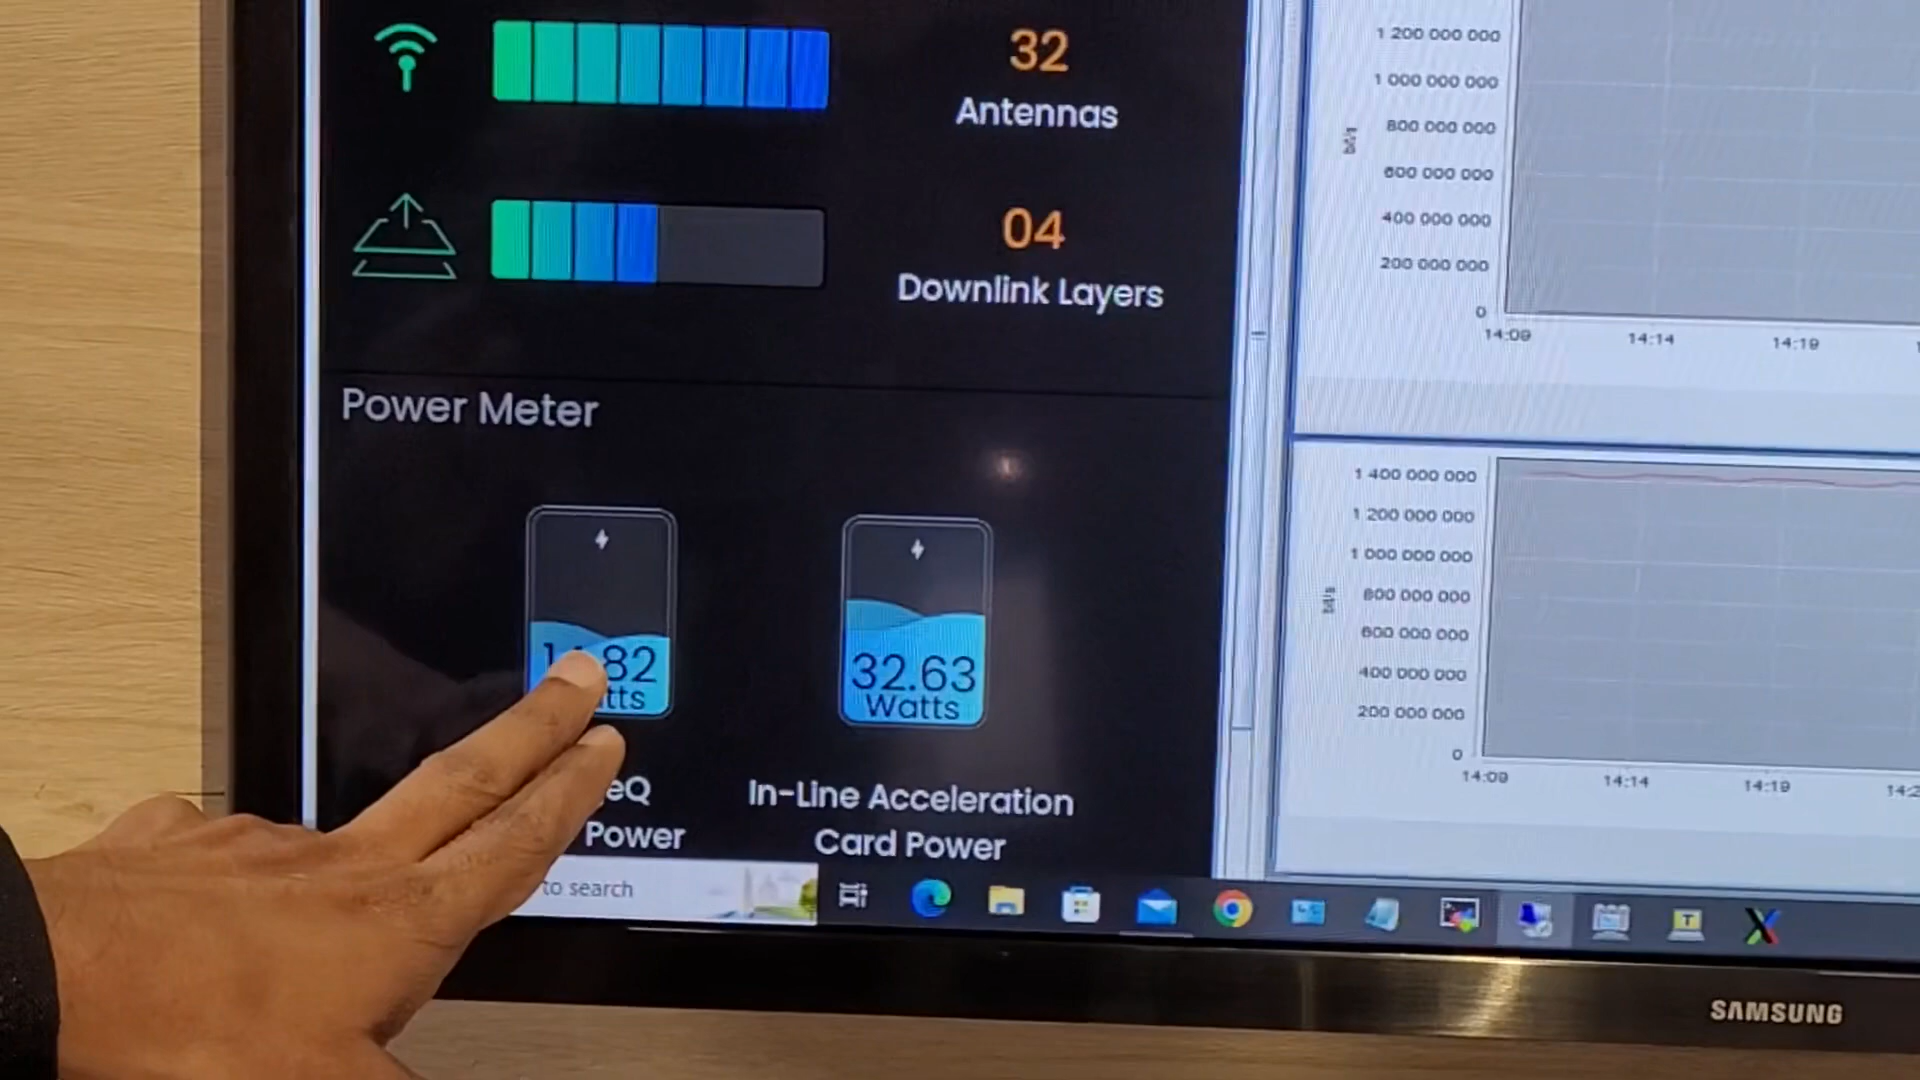 32
Antennas
04
Downlink Layers
Power Meter
32.63
Watts
Power
In-Line Acceleration
Card Power
to search
1 200 000 000
1 000 000 000
800 000 000
600 000 000
400 000 000
200 000 000
0
bit/s
14:09
14:14
14:19
1 400 000 000
1 200 000 000
1 000 000 000
800 000 000
600 000 000
400 000 000
200 000 000
0
bit/s
14:09
14:14
14:19
T
SAMSUNG